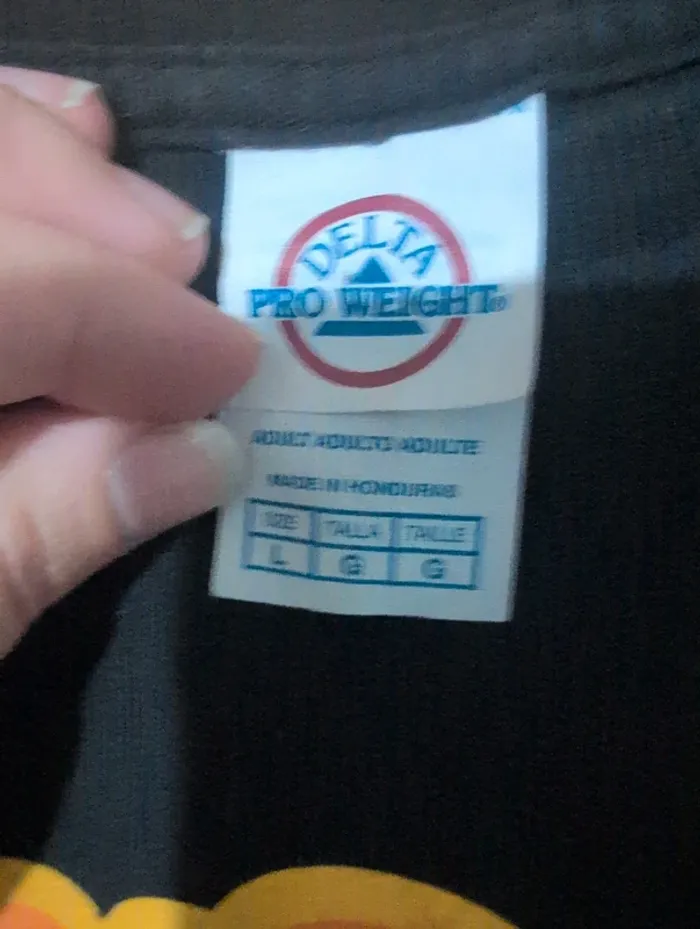 DELTA
PRO WEIGHT®
ADULT ADULTO ADULTE
MADE IN HONDURAS
SIZE TALLA TAILLE
L G G